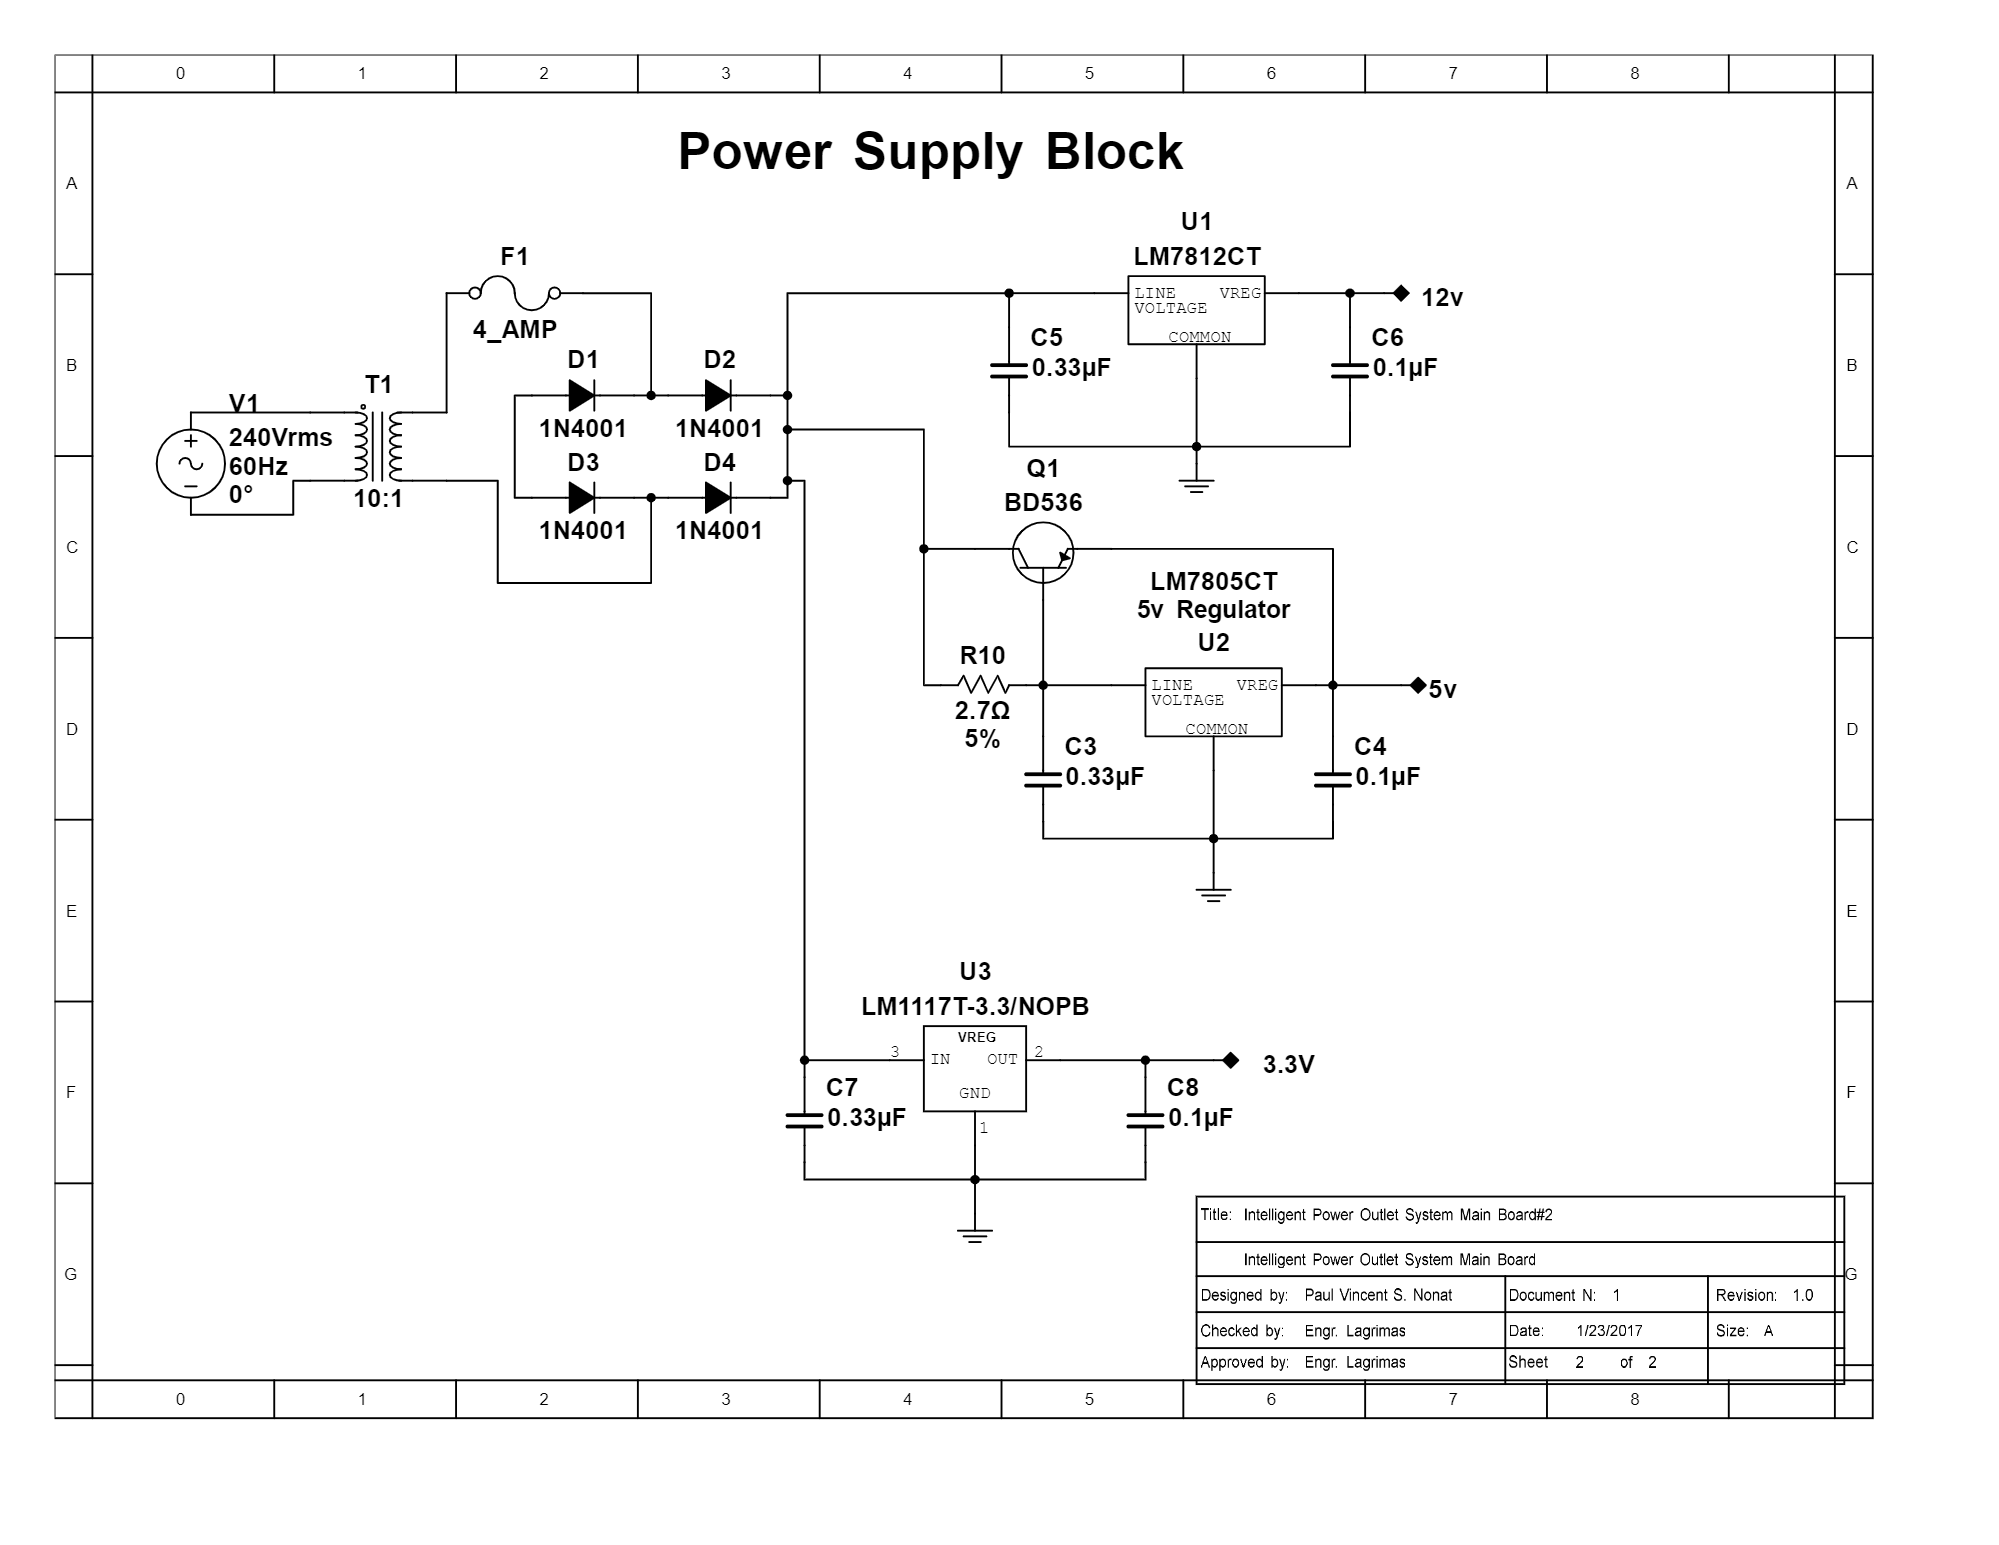 0 1 2 3 4 5 6 7 8
A A
Power Supply Block
U1
LM7812CT
F1
LINE VREG
VOLTAGE
COMMON
12v
4_AMP
C5
0.33µF
C6
0.1µF
B B
D1 D2
1N4001 1N4001
T1
V1
240Vrms
60Hz
0°
10:1
D3 D4
1N4001 1N4001
Q1
BD536
C C
LM7805CT
5v Regulator
U2
R10
2.7Ω
5%
LINE VREG
VOLTAGE
COMMON
5v
D D
C3
0.33µF
C4
0.1µF
E E
U3
LM1117T-3.3/NOPB
VREG
3 IN OUT 2
GND
1
3.3V
F F
C7
0.33µF
C8
0.1µF
G G
Title: Intelligent Power Outlet System Main Board#2
Intelligent Power Outlet System Main Board
Designed by: Paul Vincent S. Nonat Document N: 1 Revision: 1.0
Checked by: Engr. Lagrimas Date: 1/23/2017 Size: A
Approved by: Engr. Lagrimas Sheet 2 of 2
0 1 2 3 4 5 6 7 8